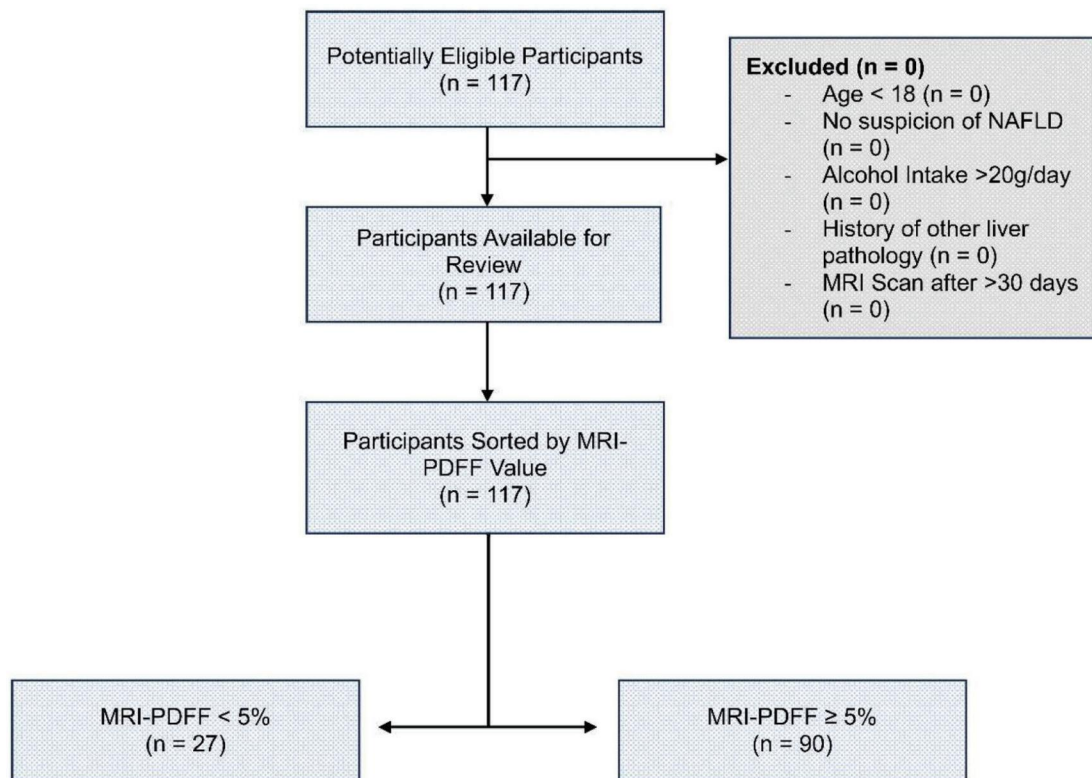 Potentially Eligible Participants
(n = 117)
Excluded (n = 0)
- Age < 18 (n = 0)
- No suspicion of NAFLD
(n = 0)
- Alcohol Intake >20g/day
(n = 0)
- History of other liver
pathology (n = 0)
- MRI Scan after >30 days
(n = 0)
Participants Available for
Review
(n = 117)
Participants Sorted by MRI-
PDFF Value
(n = 117)
MRI-PDFF < 5%
(n = 27)
MRI-PDFF ≥ 5%
(n = 90)